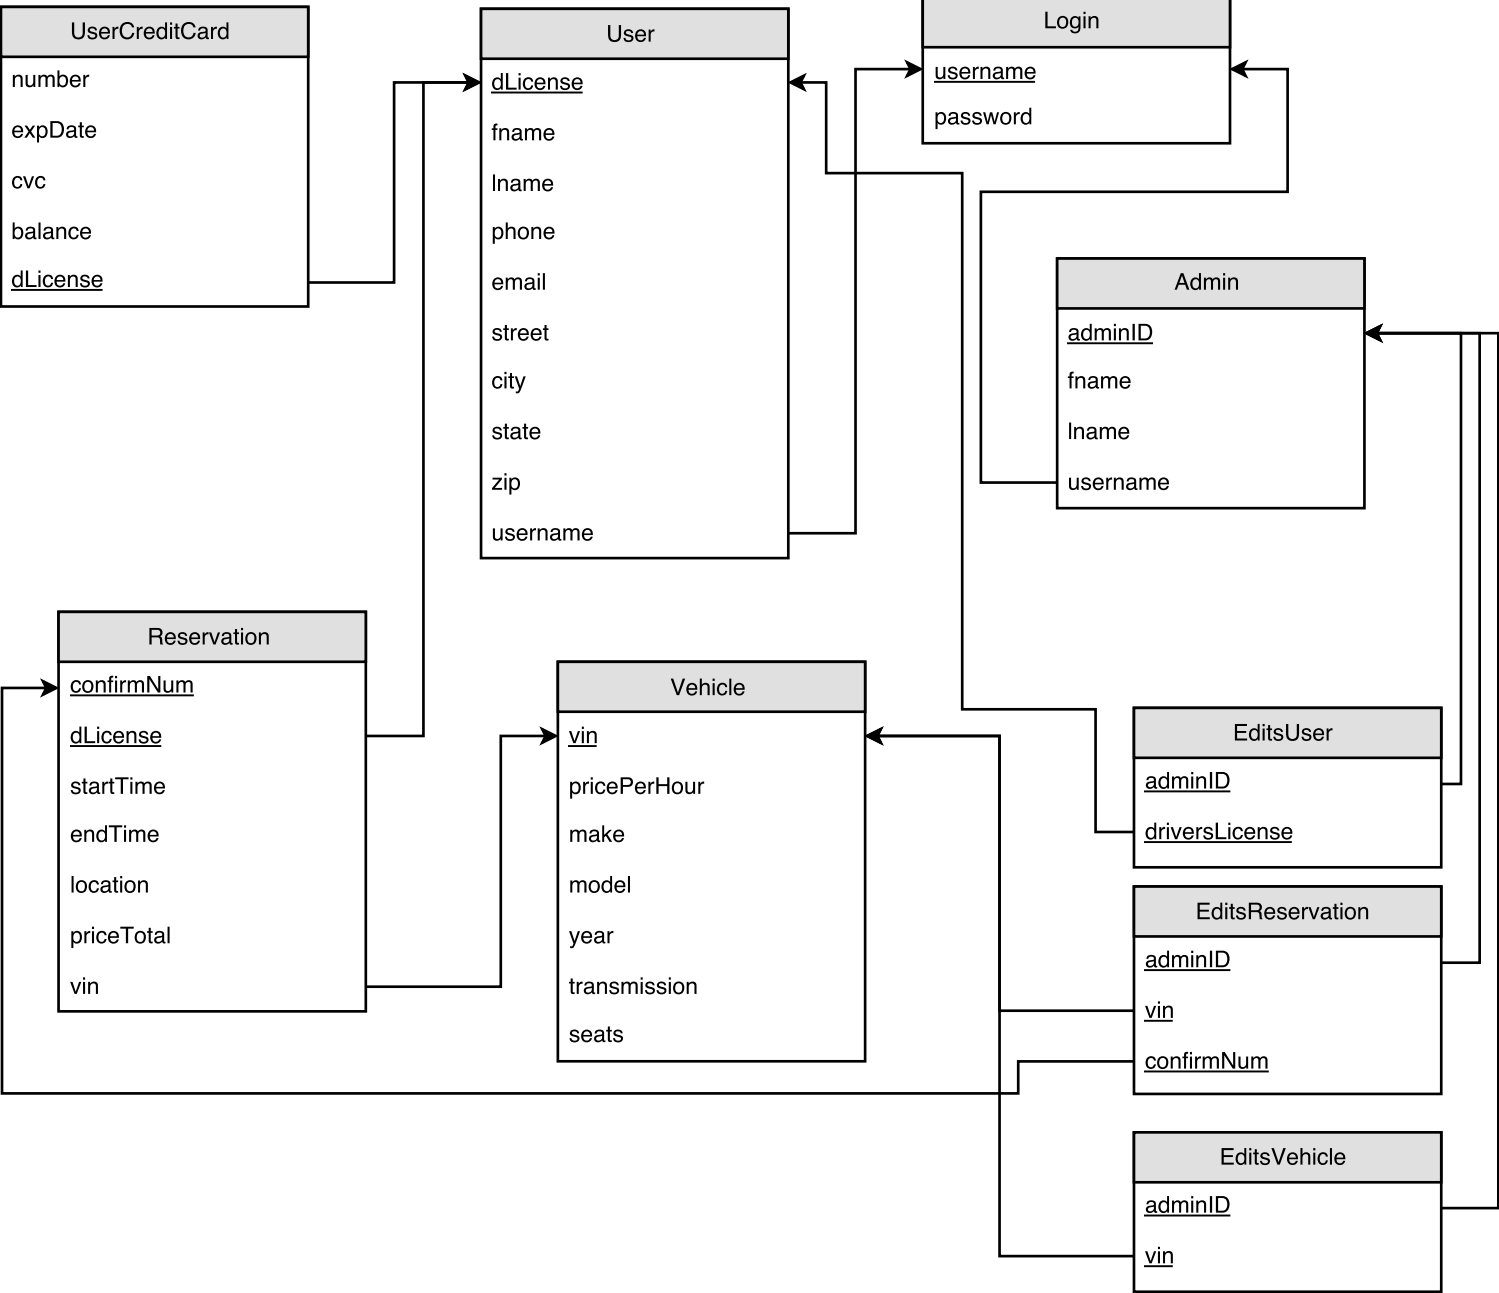 UserCreditCard
number
expDate
cvc
balance
dLicense
User
dLicense
fname
lname
phone
email
street
city
state
zip
username
Login
username
password
Admin
adminID
fname
lname
username
Reservation
confirmNum
dLicense
startTime
endTime
location
priceTotal
vin
Vehicle
vin
pricePerHour
make
model
year
transmission
seats
EditsUser
adminID
driversLicense
EditsReservation
adminID
vin
confirmNum
EditsVehicle
adminID
vin